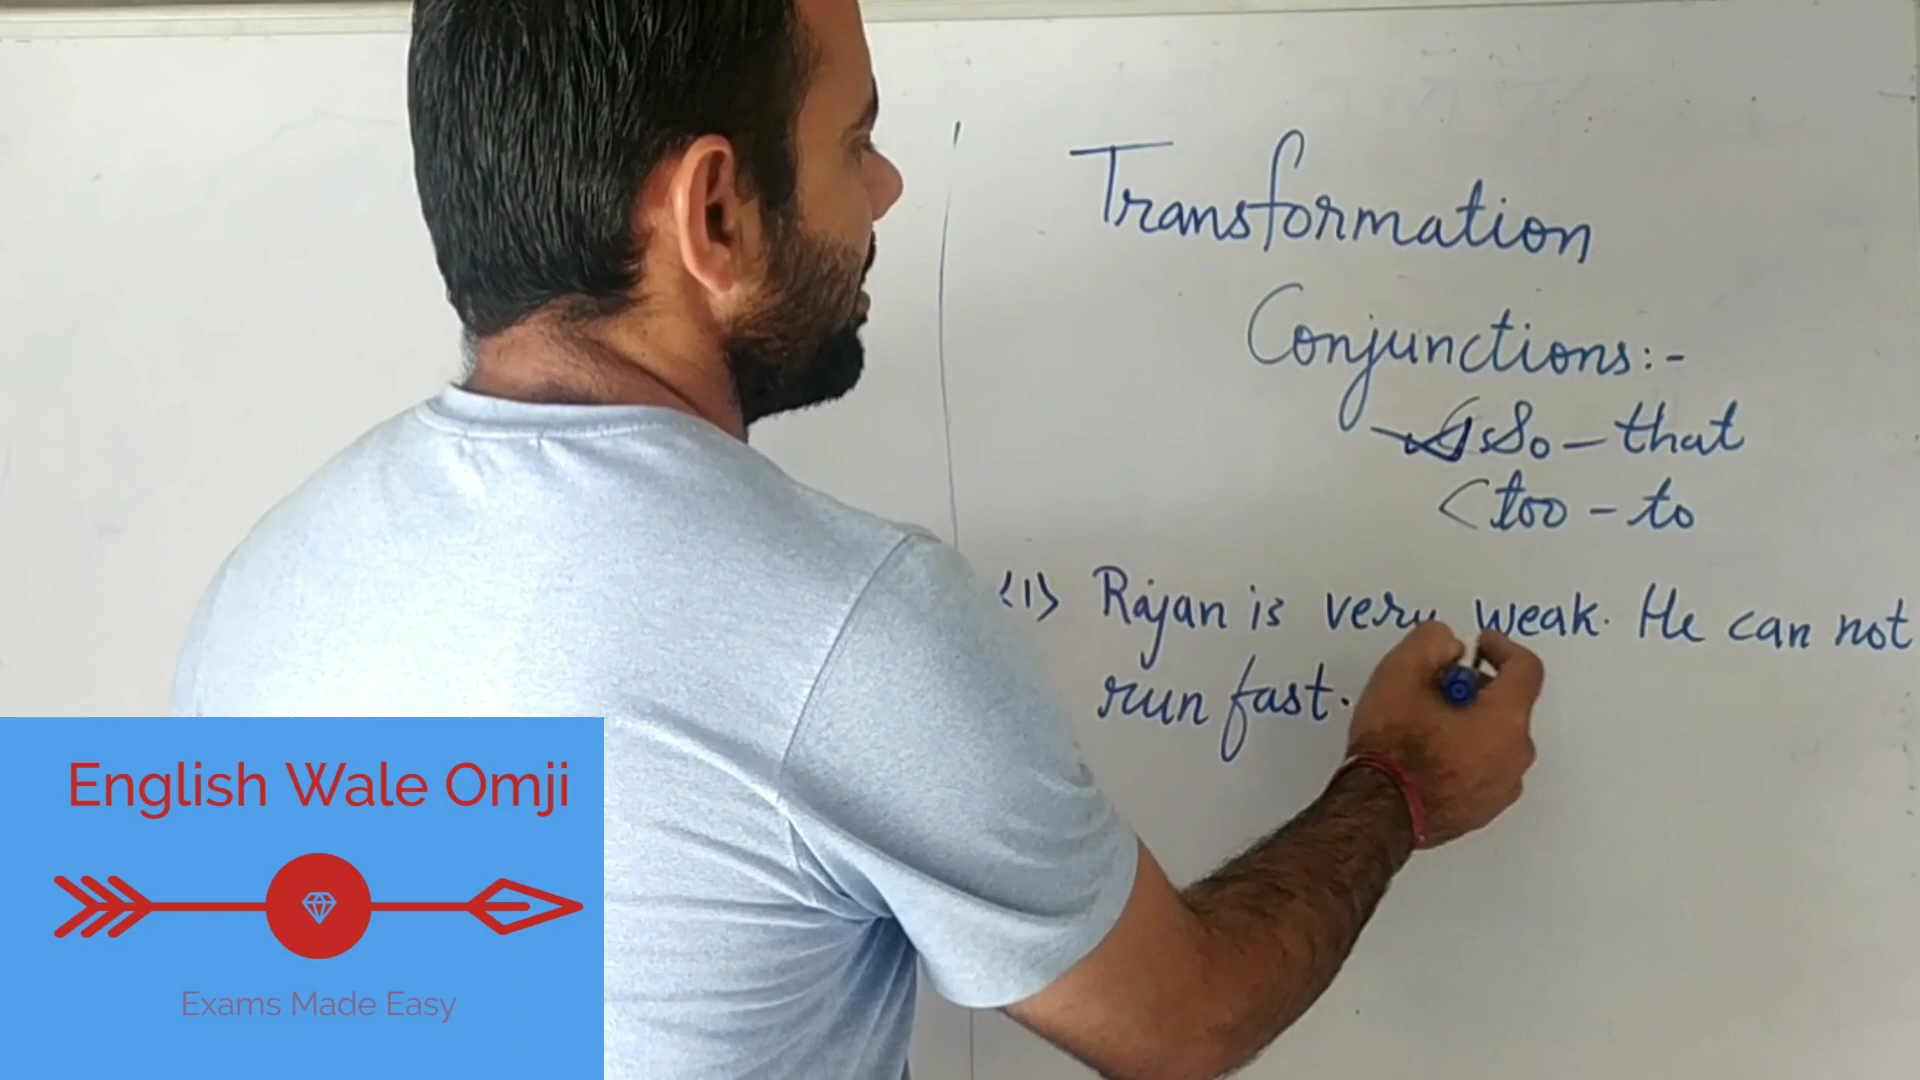 Transformation
Conjunctions:-
So - that
too - to
<1> Rajan is very weak. He can not
run fast.
English Wale Omji
Exams Made Easy